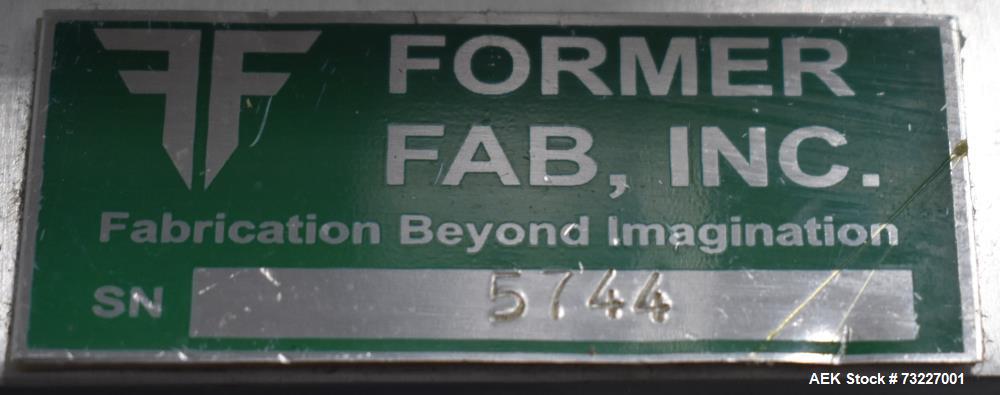 FORMER
FAB, INC.
Fabrication Beyond Imagination
SN 5744
AEK Stock # 73227001